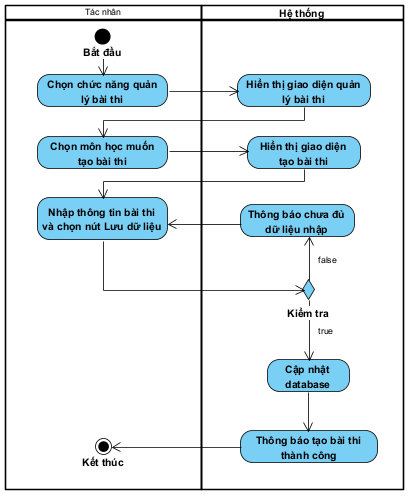 Tác nhân
Hệ thống
Bắt đầu
Chọn chức năng quản
lý bài thi
Hiển thị giao diện quản
lý bài thi
Chọn môn học muốn
tạo bài thi
Hiển thị giao diện
tạo bài thi
Nhập thông tin bài thi
và chọn nút Lưu dữ liệu
Thông báo chưa đủ
dữ liệu nhập
false
Kiểm tra
true
Cập nhật
database
Thông báo tạo bài thi
thành công
Kết thúc